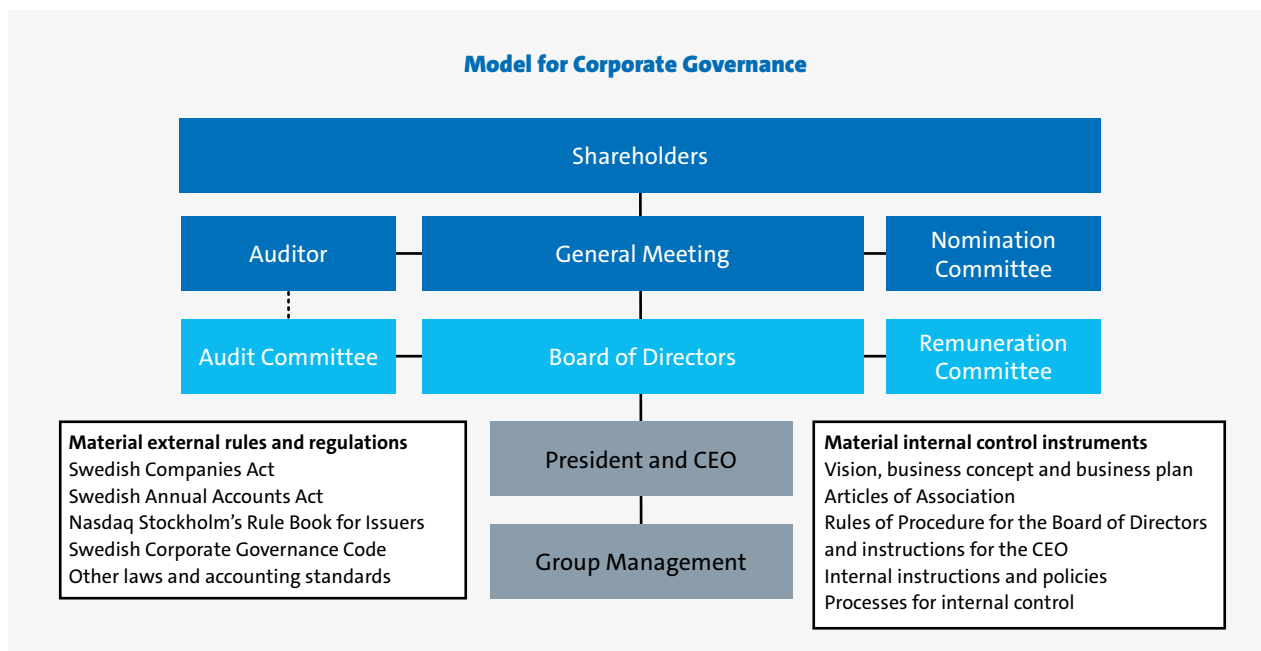 Model for Corporate Governance
Shareholders
Auditor
General Meeting
Nomination
Committee
Audit Committee
Board of Directors
Remuneration
Committee
Material external rules and regulations
Swedish Companies Act
Swedish Annual Accounts Act
Nasdaq Stockholm's Rule Book for Issuers
Swedish Corporate Governance Code
Other laws and accounting standards
President and CEO
Group Management
Material internal control instruments
Vision, business concept and business plan
Articles of Association
Rules of Procedure for the Board of Directors
and instructions for the CEO
Internal instructions and policies
Processes for internal control